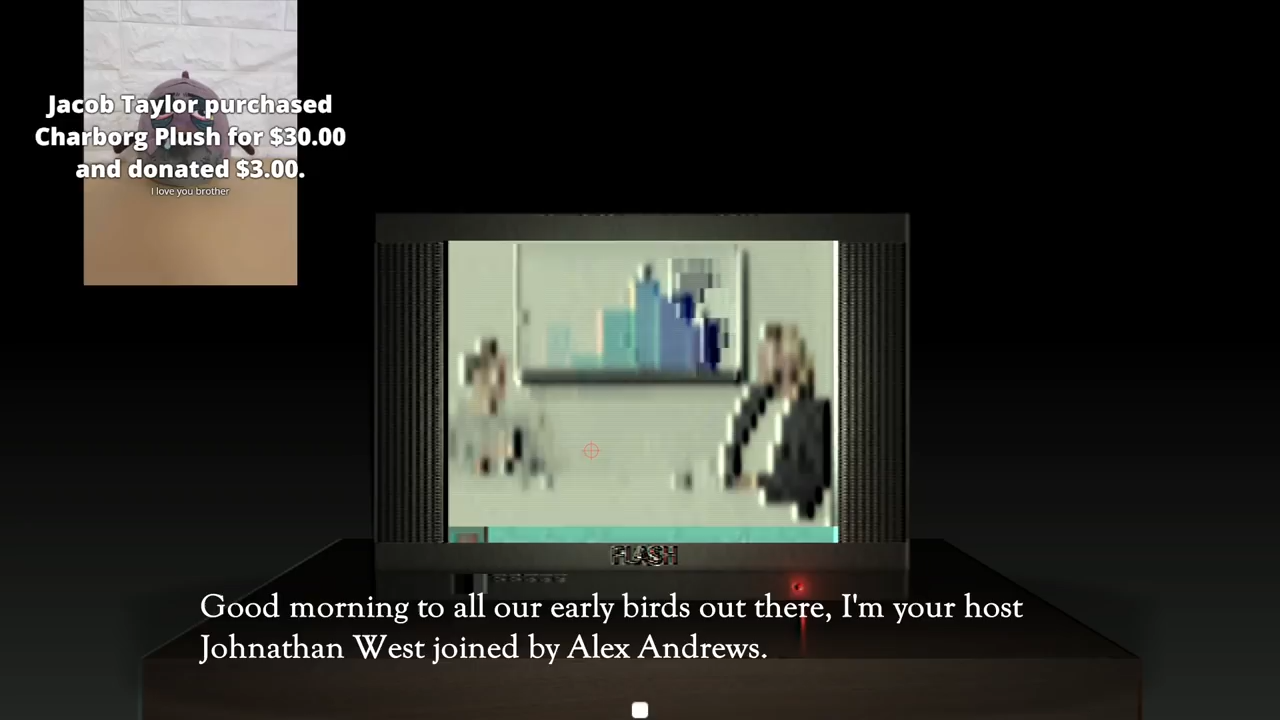 Jacob Taylor purchased
Charborg Plush for $30.00
and donated $3.00.
I love you brother
FLASH
Good morning to all our early birds out there, I'm your host
Johnathan West joined by Alex Andrews.